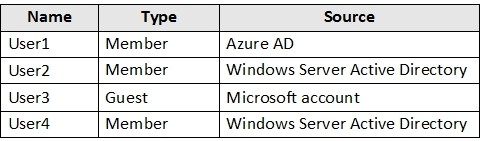 Name Type Source
User1 Member Azure AD
User2 Member Windows Server Active Directory
User3 Guest Microsoft account
User4 Member Windows Server Active Directory